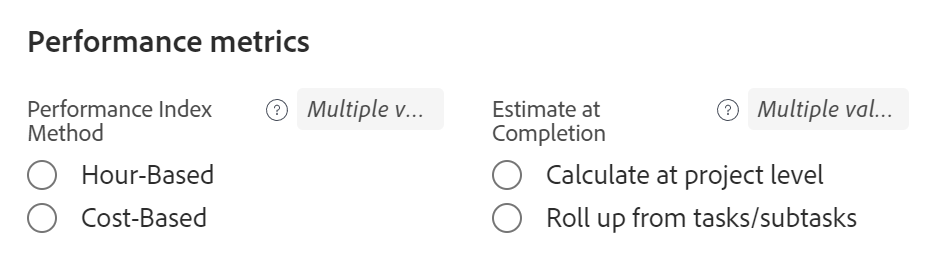 Performance metrics
Performance Index Method
? Multiple v...
Hour-Based
Cost-Based
Estimate at Completion
? Multiple val...
Calculate at project level
Roll up from tasks/subtasks